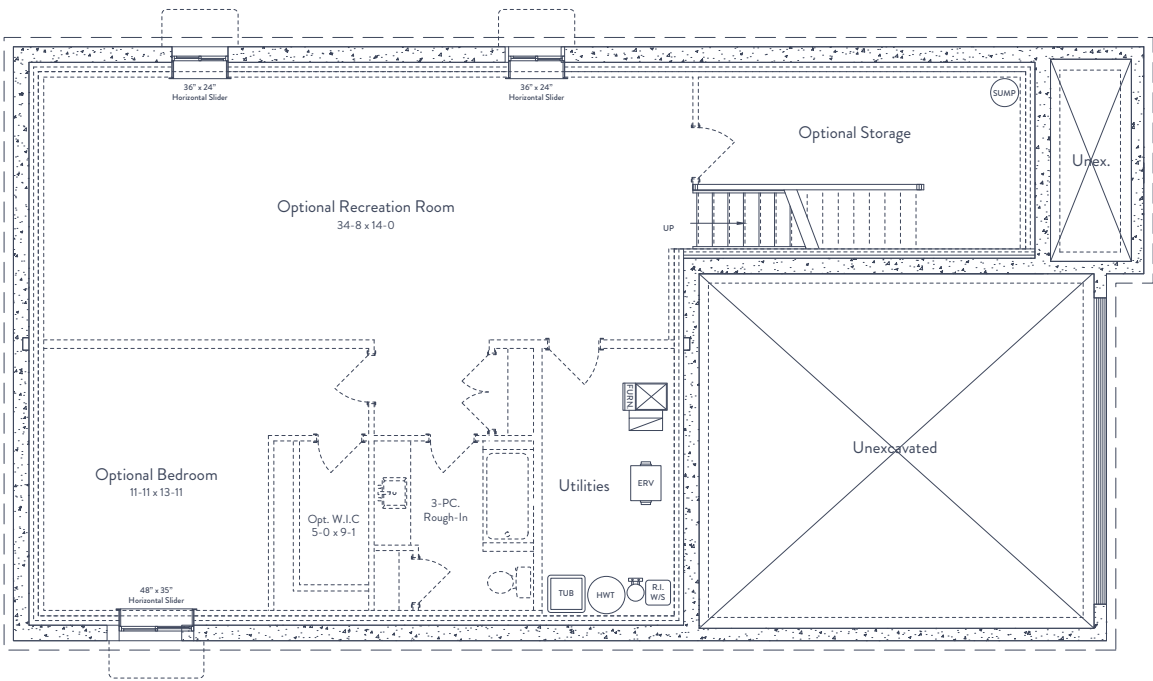 36" x 24"
Horizontal Slider
36" x 24"
Horizontal Slider
SUMP
Optional Storage
Unex.
Optional Recreation Room
34-8 x 14-0
UP
FURN.
Unexcavated
Optional Bedroom
11-11 x 13-11
Utilities
ERV
3-PC.
Rough-In
Opt. W.I.C
5-0 x 9-1
48" x 35"
Horizontal Slider
TUB
HWT
R.I.
W/S